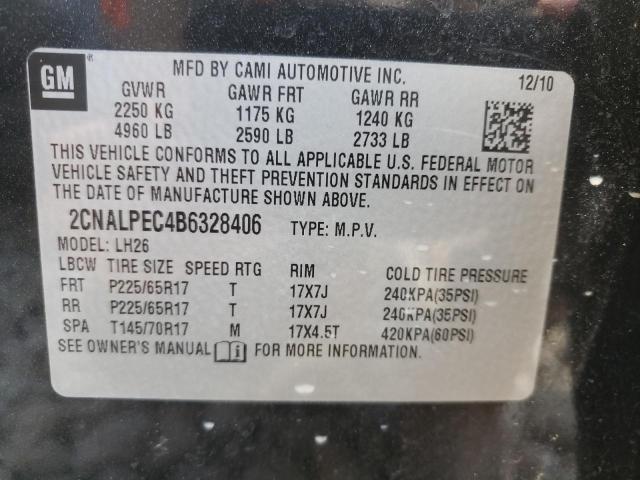 GM ®
MFD BY CAMI AUTOMOTIVE INC. 12/10
GVWR GAWR FRT GAWR RR
2250 KG 1175 KG 1240 KG
4960 LB 2590 LB 2733 LB
THIS VEHICLE CONFORMS TO ALL APPLICABLE U.S. FEDERAL MOTOR
VEHICLE SAFETY AND THEFT PREVENTION STANDARDS IN EFFECT ON
THE DATE OF MANUFACTURE SHOWN ABOVE.
2CNALPEC4B6328406 TYPE: M.P.V.
MODEL: LH26
LBCW TIRE SIZE SPEED RTG RIM COLD TIRE PRESSURE
FRT P225/65R17 T 17X7J 240KPA(35PSI)
RR P225/65R17 T 17X7J 240KPA(35PSI)
SPA T145/70R17 M 17X4.5T 420KPA(60PSI)
SEE OWNER'S MANUAL FOR MORE INFORMATION.